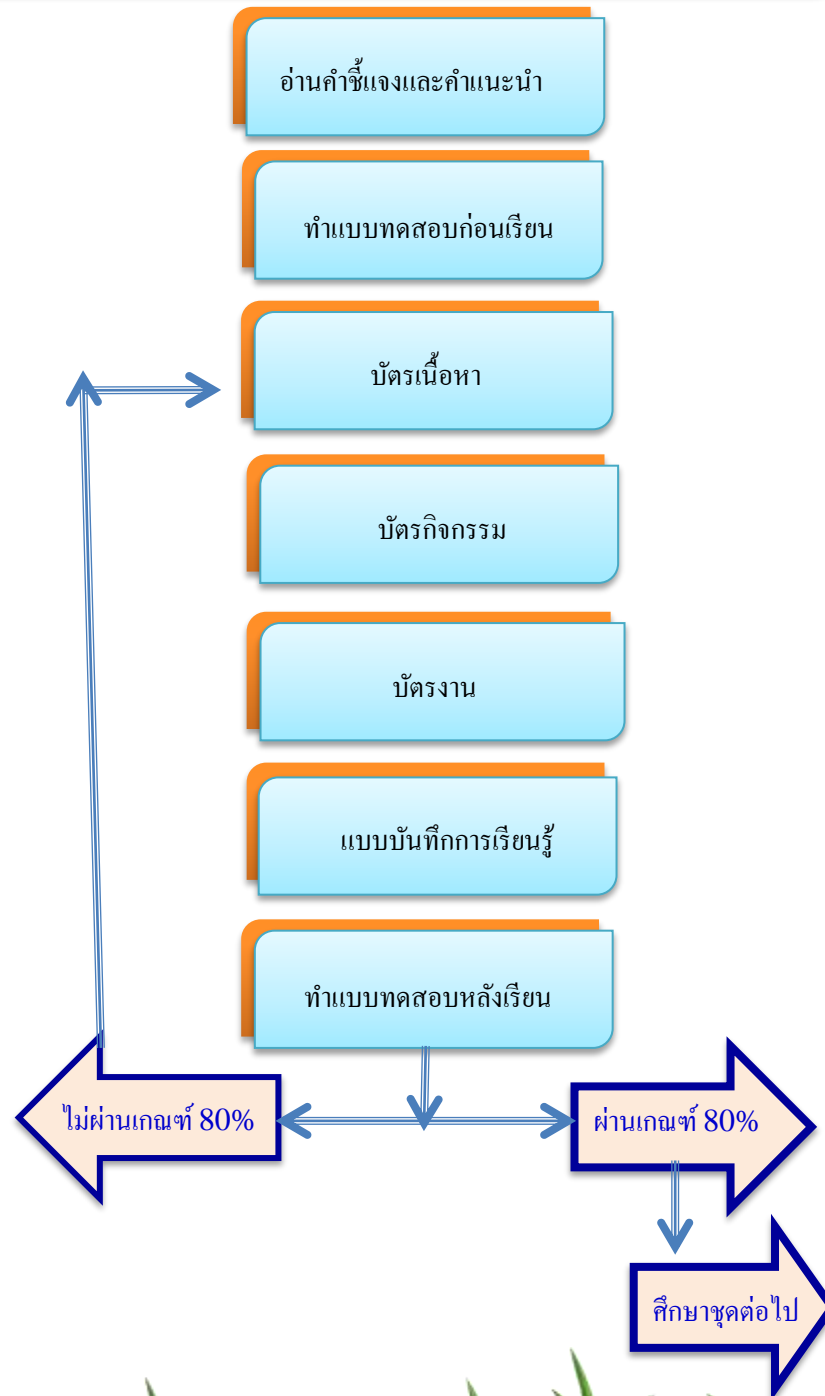 อ่านคำชี้แจงและคำแนะนำ
ทำแบบทดสอบก่อนเรียน
บัตรเนื้อหา
บัตรกิจกรรม
บัตรงาน
แบบบันทึกการเรียนรู้
ทำแบบทดสอบหลังเรียน
ไม่ผ่านเกณฑ์ 80%
ผ่านเกณฑ์ 80%
ศึกษาชุดต่อไป